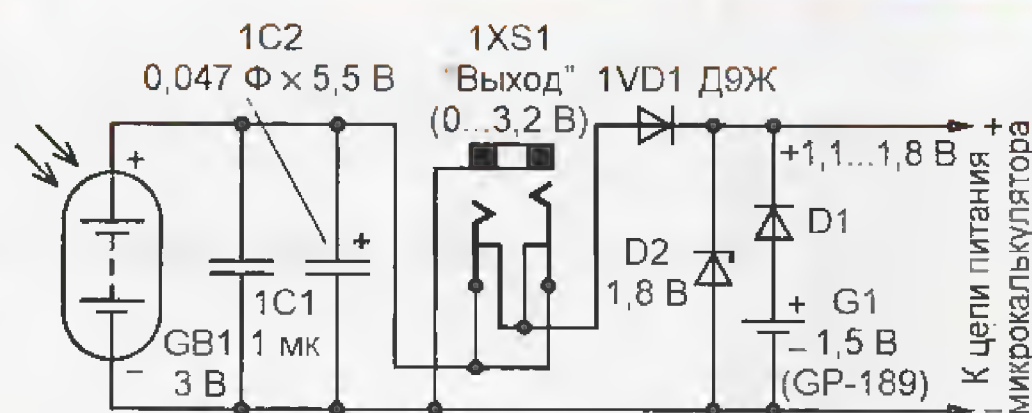 1C2
0,047 Ф × 5,5 В
1XS1
"Выход"
(0...3,2 В)
1VD1 Д9Ж
+
+
+1,1...1,8 В
+
D1
D2
1,8 В
1C1
1 мк
GB1
3 В
–
+
G1
– 1,5 В
(GP-189)
К цепи питания
микрокалькулятора